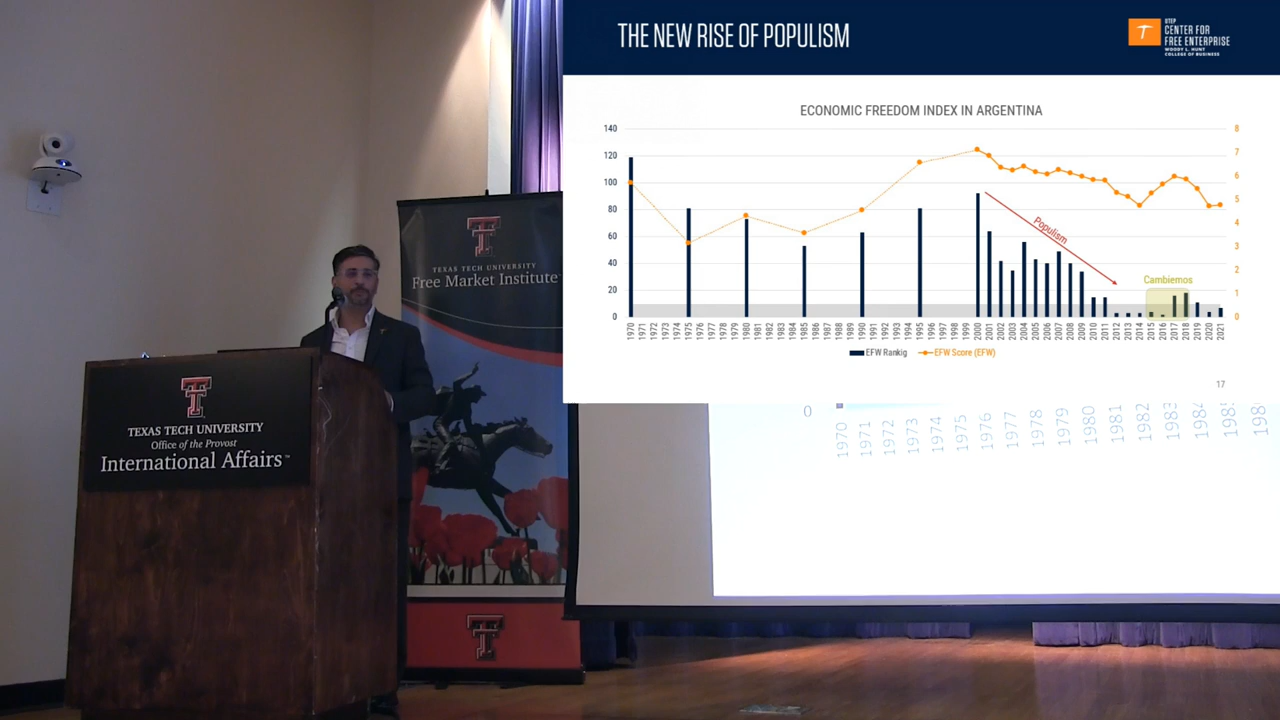 THE NEW RISE OF POPULISM
UTEP
CENTER FOR
FREE ENTERPRISE
WOODY L. HUNT
COLLEGE OF BUSINESS
ECONOMIC FREEDOM INDEX IN ARGENTINA
140
120
100
80
60
40
20
0
8
7
6
5
4
3
2
1
0
Populism
Cambiemos
1970 1971 1972 1973 1974 1975 1976 1977 1978 1979 1980 1981 1982 1983 1984 1985 1986 1987 1988 1989 1990 1991 1992 1993 1994 1995 1996 1997 1998 1999 2000 2001 2002 2003 2004 2005 2006 2007 2008 2009 2010 2011 2012 2013 2014 2015 2016 2017 2018 2019 2020 2021
EFW Rankig EFW Score (EFW)
17
0
1970 1971 1972 1973 1974 1975 1976 1977 1978 1979 1980 1981 1982 1983 1984
TEXAS TECH UNIVERSITY
Free Market Institute
TEXAS TECH UNIVERSITY
Office of the Provost
International Affairs™